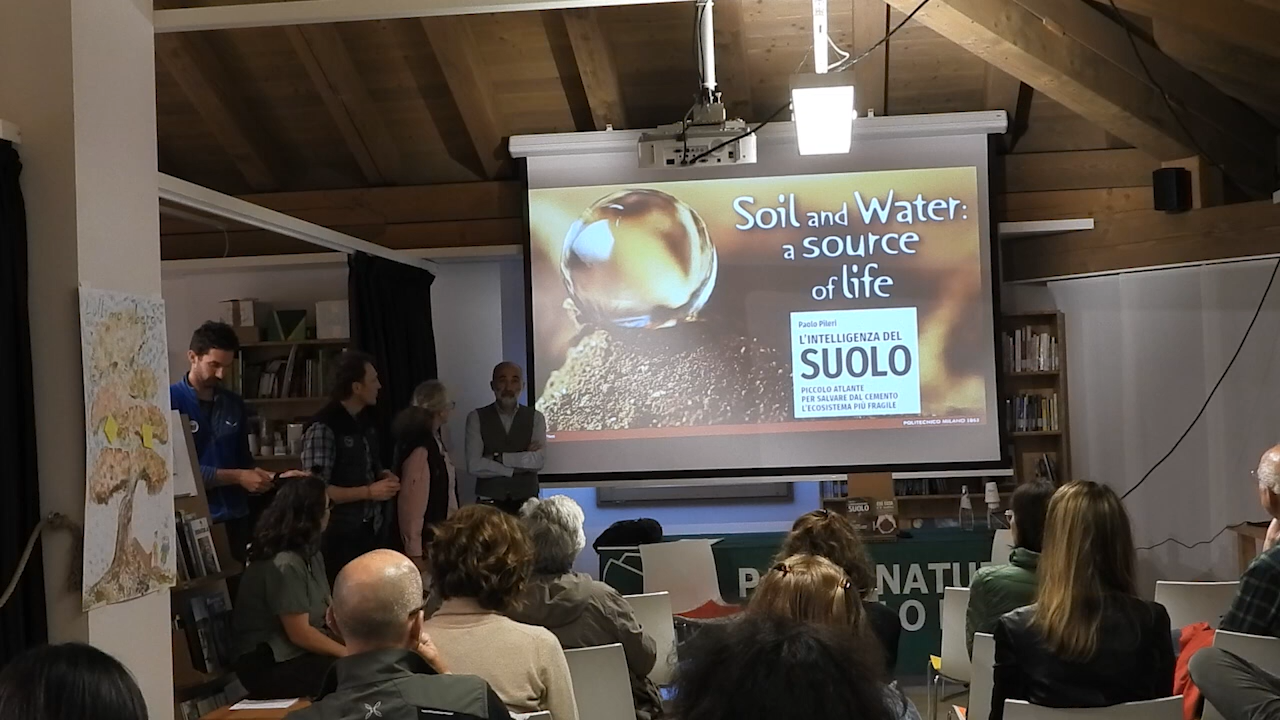 Soil and Water:
a source
of life
Paolo Pileri
L'INTELLIGENZA DEL
SUOLO
PICCOLO ATLANTE
PER SALVARE DAL CEMENTO
L'ECOSISTEMA PIÙ FRAGILE
POLITECNICO MILANO 1863
SUOLO